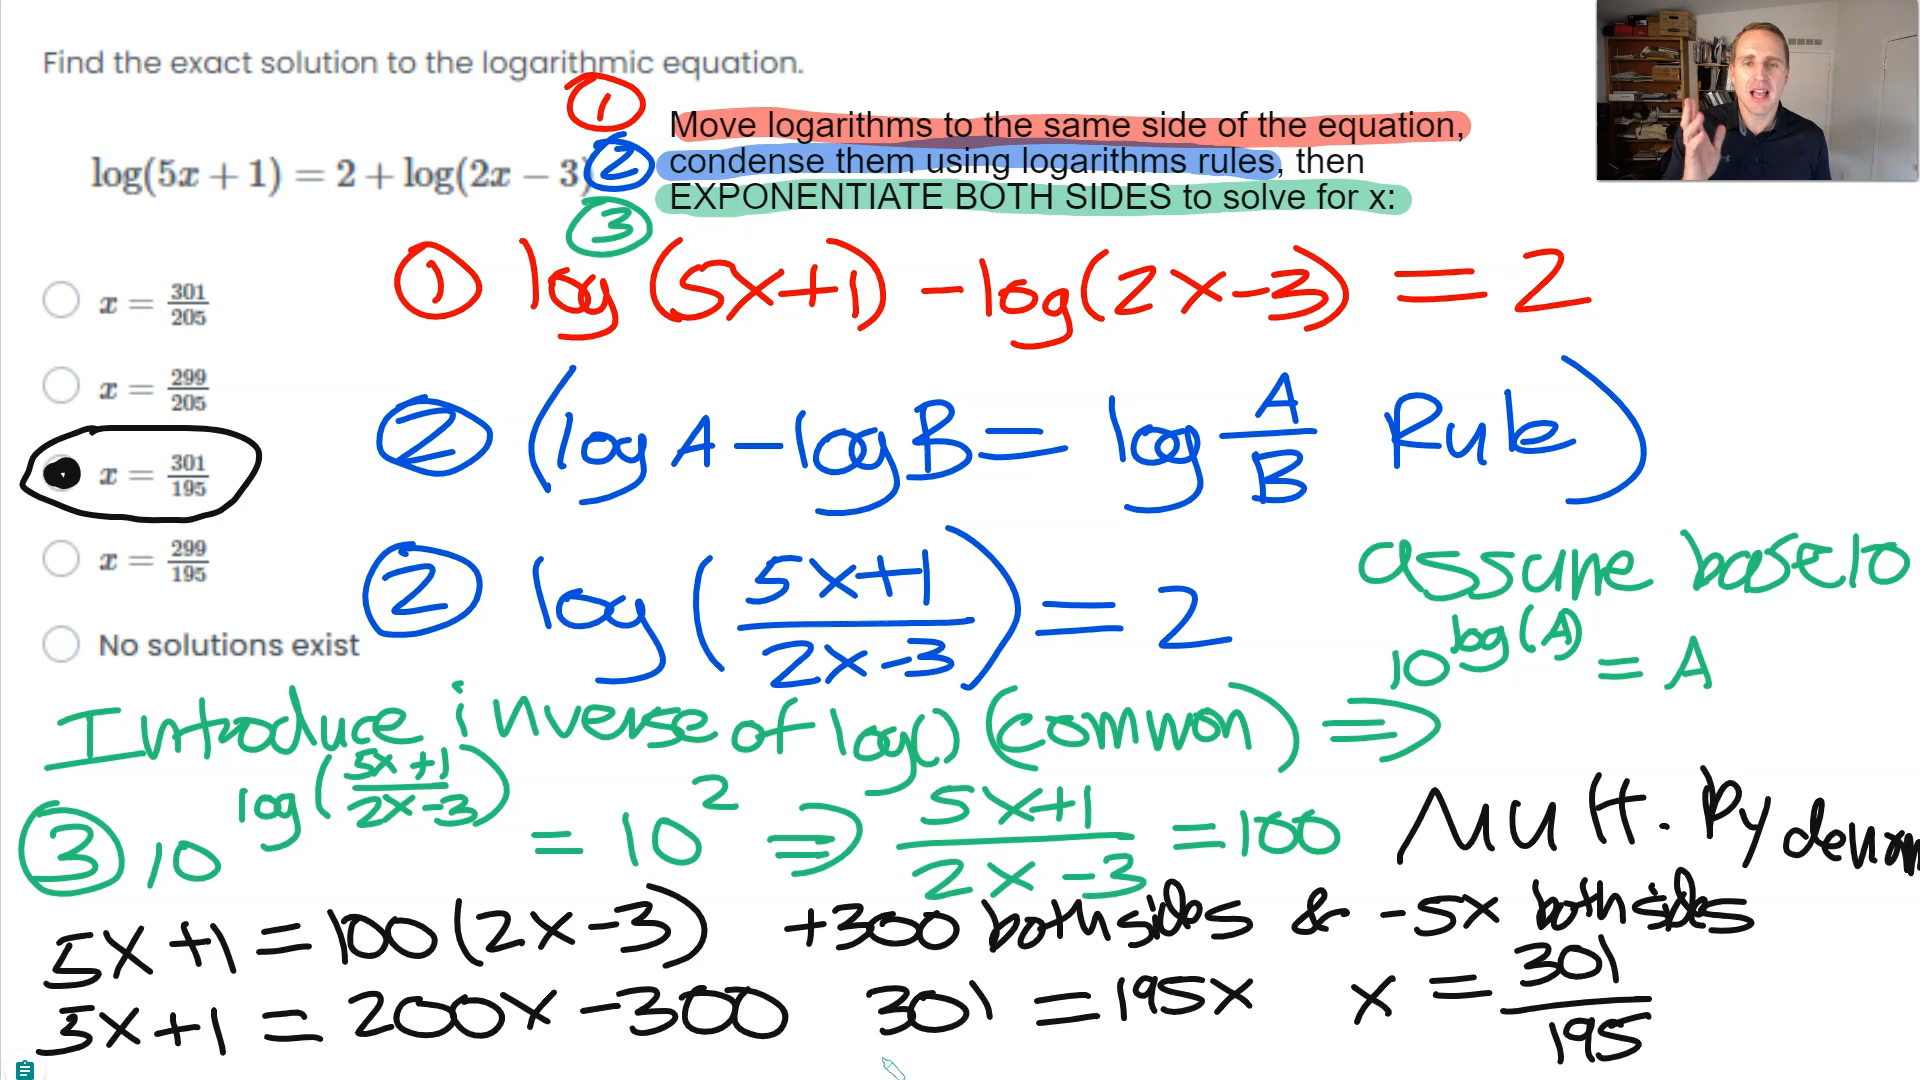 Find the exact solution to the logarithmic equation.
log(5x + 1) = 2 + log(2x − 3)
① Move logarithms to the same side of the equation,
② condense them using logarithms rules, then
③ EXPONENTIATE BOTH SIDES to solve for x:
x = 301/205
x = 299/205
x = 301/195
x = 299/195
No solutions exist
① log(5x+1) - log(2x-3) = 2
② (log A - log B = log A/B Rule)
② log((5x+1)/(2x-3)) = 2
assume base 10
10^log(A) = A
Introduce inverse of log() (common) ⇒
③ 10^log((5x+1)/(2x-3)) = 10^2 ⇒ (5x+1)/(2x-3) = 100
Mult. by denom
5x+1 = 100(2x-3) +300 both sides & -5x both sides
5x+1 = 200x-300 301 = 195x x = 301/195